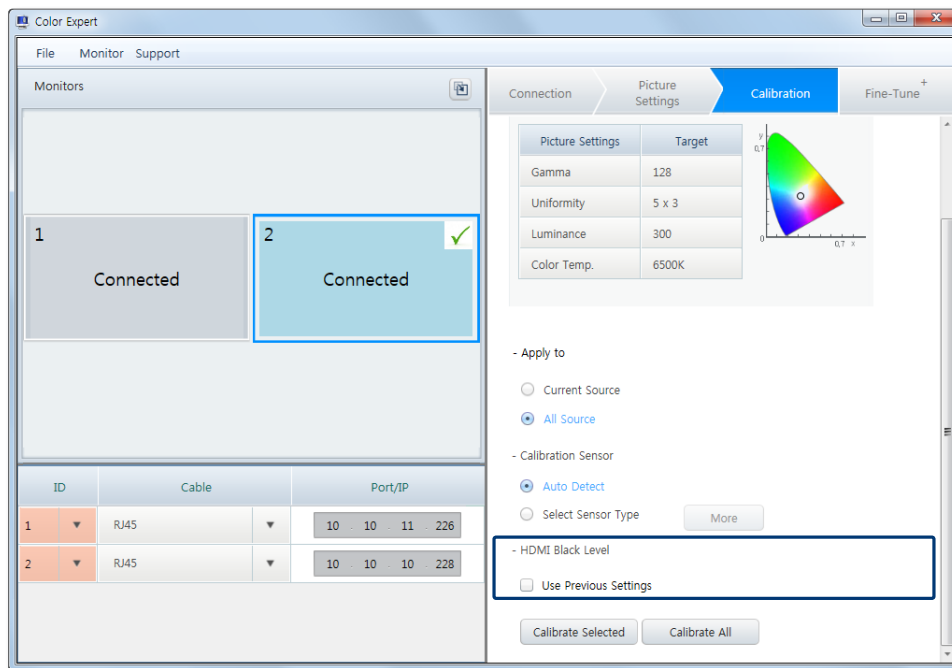 Color Expert
File Monitor Support
Monitors
Connection
Picture
Settings
Calibration
Fine-Tune +
Picture Settings Target
Gamma 128
Uniformity 5 x 3
Luminance 300
Color Temp. 6500K
y
0,7
0
0,7 x
1
Connected
2
Connected
- Apply to
Current Source
All Source
- Calibration Sensor
Auto Detect
Select Sensor Type More
- HDMI Black Level
Use Previous Settings
Calibrate Selected Calibrate All
ID Cable Port/IP
1 RJ45 10 . 10 . 11 . 226
2 RJ45 10 . 10 . 10 . 228